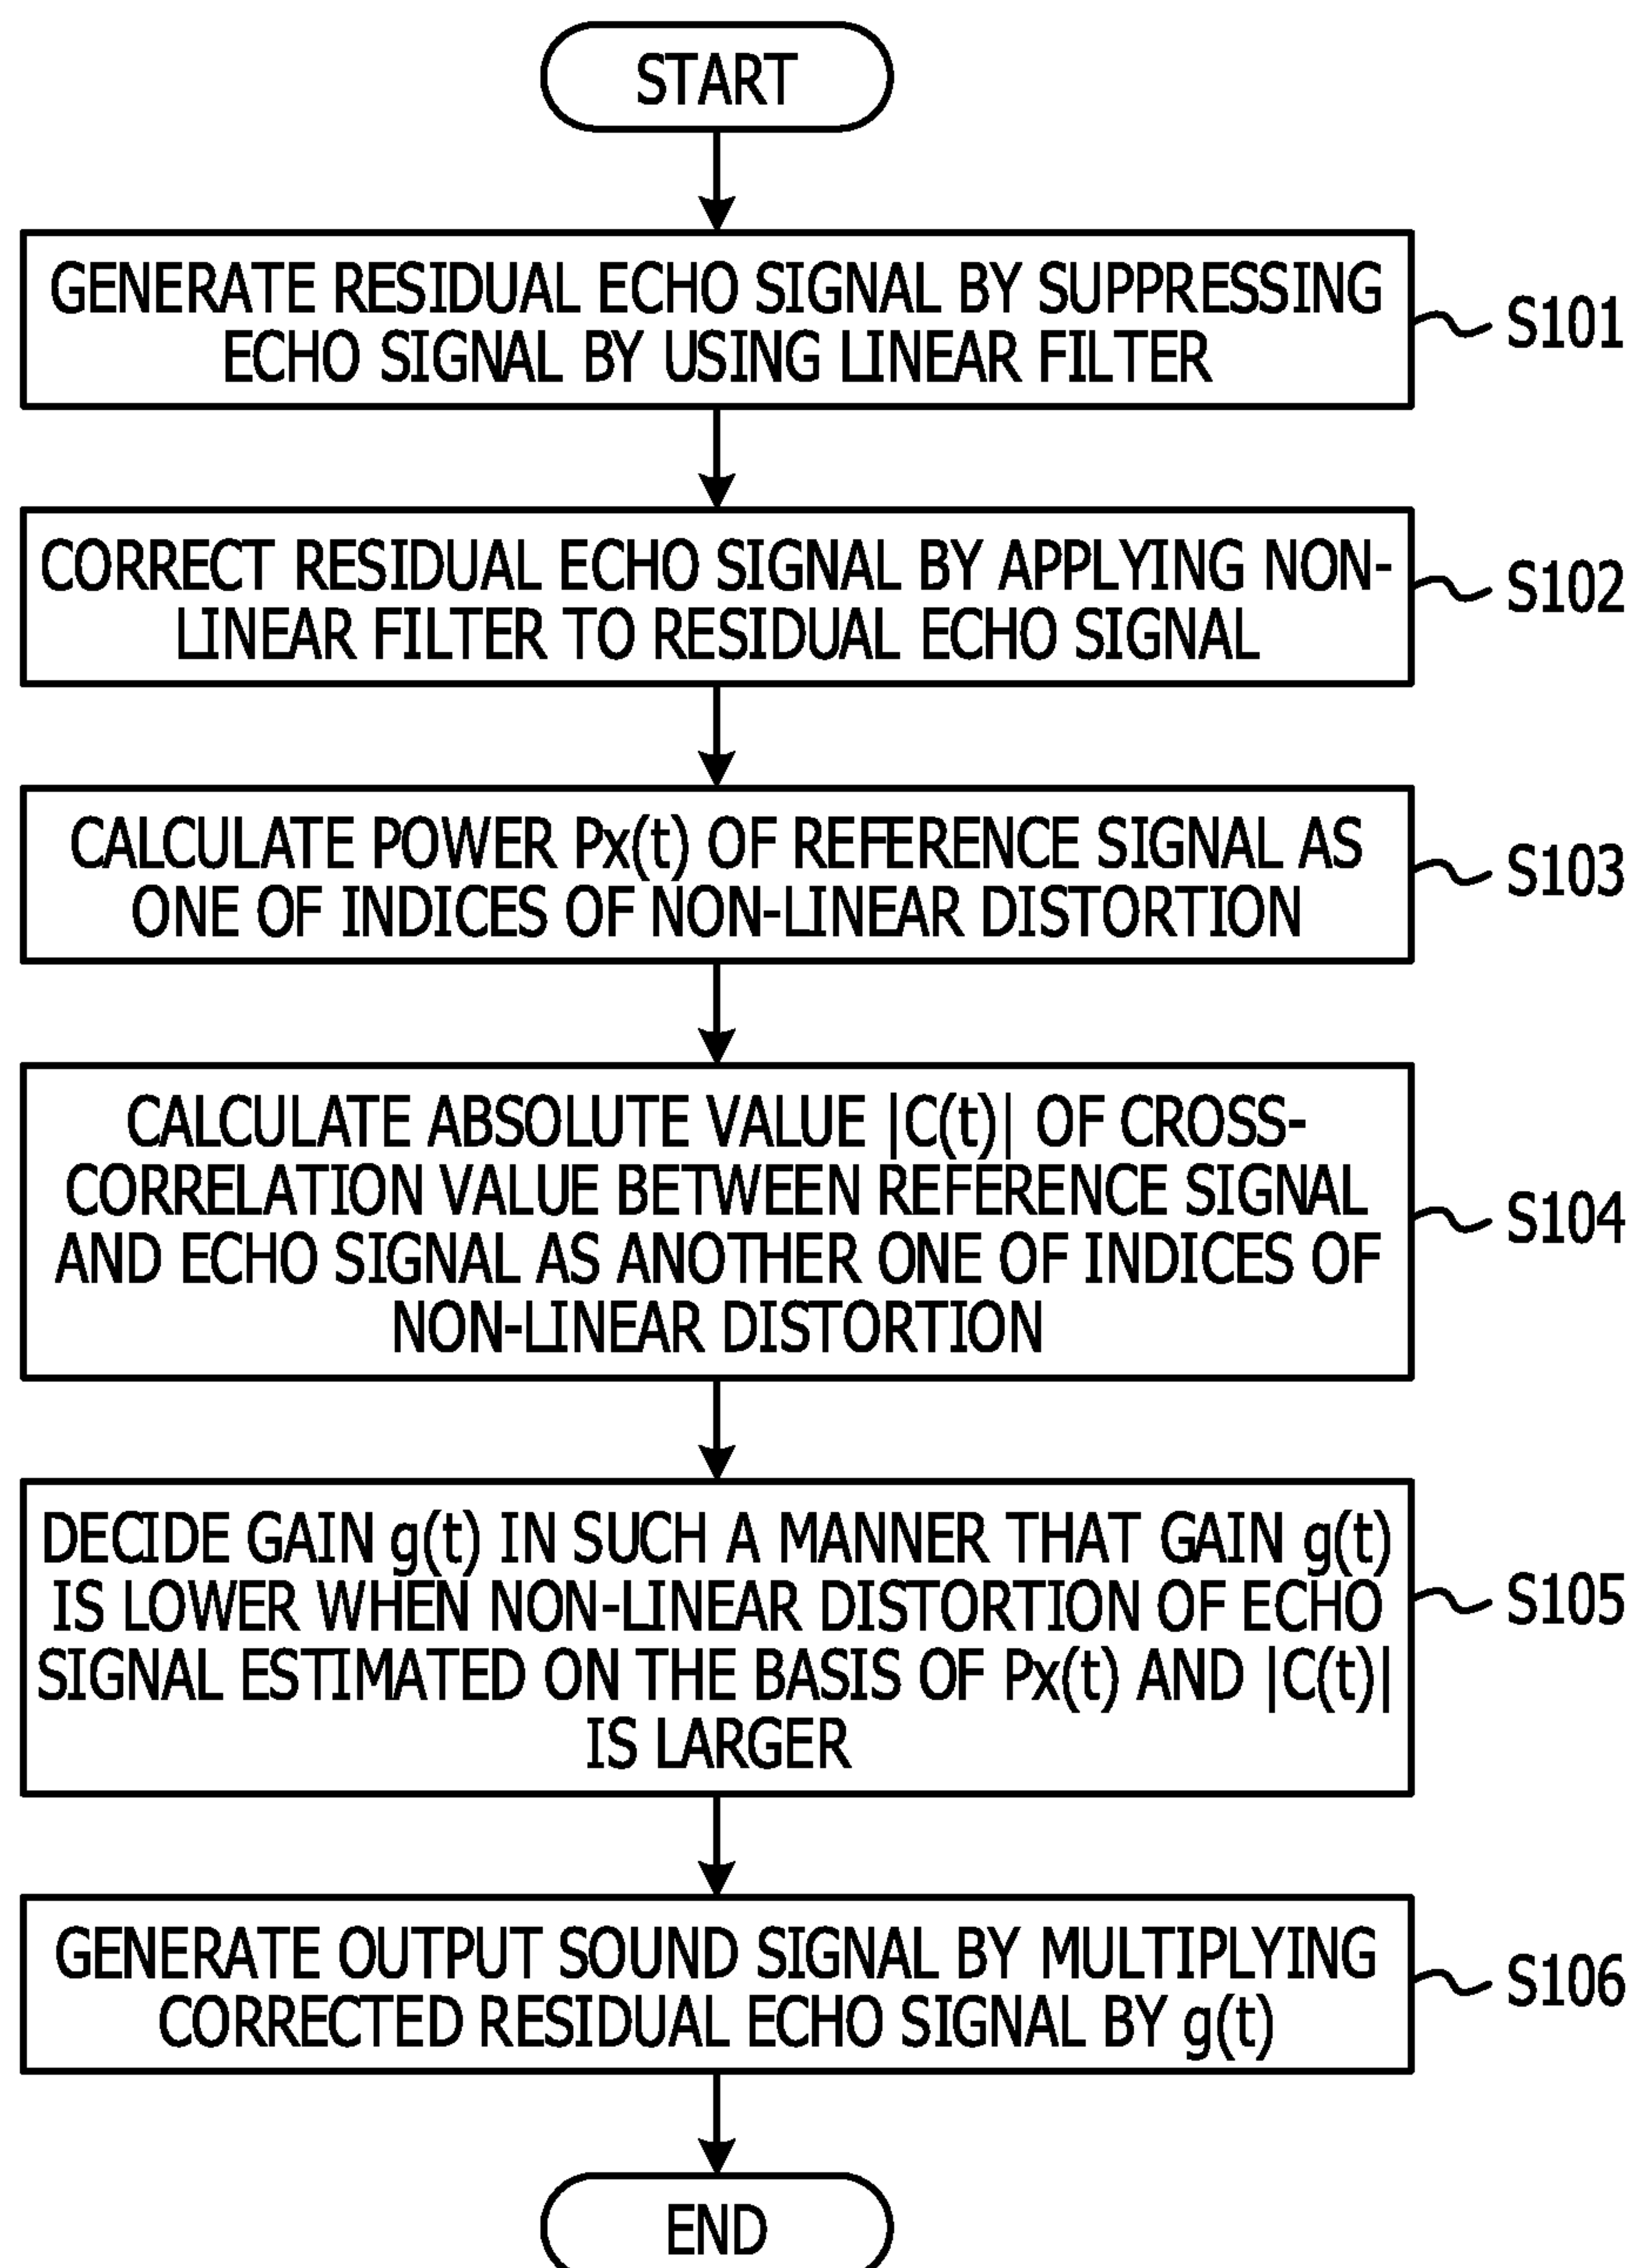 START
GENERATE RESIDUAL ECHO SIGNAL BY SUPPRESSING
ECHO SIGNAL BY USING LINEAR FILTER
S101
CORRECT RESIDUAL ECHO SIGNAL BY APPLYING NON-
LINEAR FILTER TO RESIDUAL ECHO SIGNAL
S102
CALCULATE POWER Px(t) OF REFERENCE SIGNAL AS
ONE OF INDICES OF NON-LINEAR DISTORTION
S103
CALCULATE ABSOLUTE VALUE |C(t)| OF CROSS-
CORRELATION VALUE BETWEEN REFERENCE SIGNAL
AND ECHO SIGNAL AS ANOTHER ONE OF INDICES OF
NON-LINEAR DISTORTION
S104
DECIDE GAIN g(t) IN SUCH A MANNER THAT GAIN g(t)
IS LOWER WHEN NON-LINEAR DISTORTION OF ECHO
SIGNAL ESTIMATED ON THE BASIS OF Px(t) AND |C(t)|
IS LARGER
S105
GENERATE OUTPUT SOUND SIGNAL BY MULTIPLYING
CORRECTED RESIDUAL ECHO SIGNAL BY g(t)
S106
END